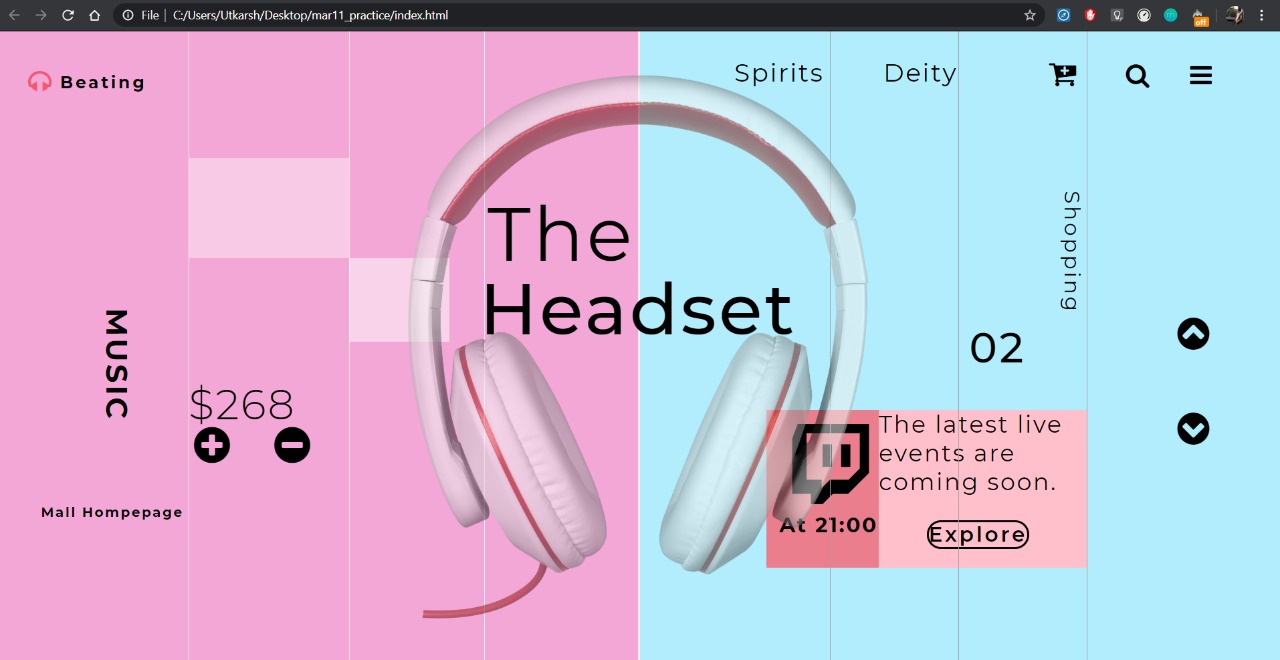 File | C:/Users/Utkarsh/Desktop/mar11_practice/index.html
off
Beating
Spirits
Deity
Shopping
The
Headset
MUSIC
02
$268
The latest live
events are
coming soon.
At 21:00
Explore
Mall Hompepage